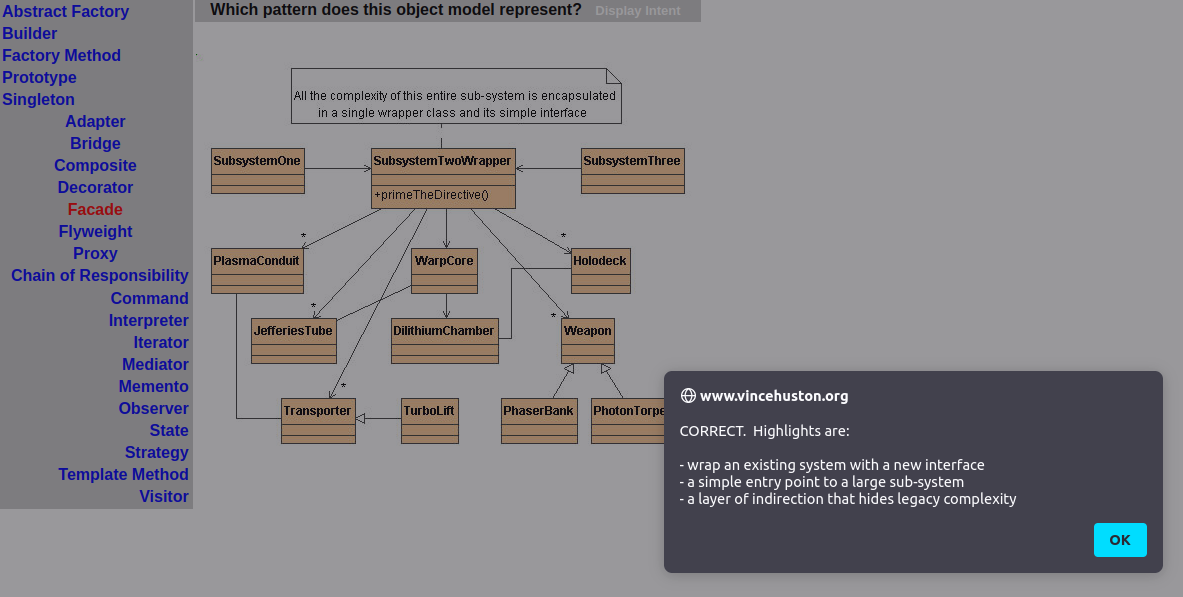 Abstract Factory
Builder
Factory Method
Prototype
Singleton
Adapter
Bridge
Composite
Decorator
Facade
Flyweight
Proxy
Chain of Responsibility
Command
Interpreter
Iterator
Mediator
Memento
Observer
State
Strategy
Template Method
Visitor
Which pattern does this object model represent? Display Intent
All the complexity of this entire sub-system is encapsulated
in a single wrapper class and its simple interface
SubsystemOne
SubsystemTwoWrapper
+primeTheDirective()
SubsystemThree
*
*
PlasmaConduit
WarpCore
Holodeck
*
*
JefferiesTube
DilithiumChamber
Weapon
*
Transporter
TurboLift
PhaserBank
PhotonTorpe
www.vincehuston.org
CORRECT. Highlights are:
- wrap an existing system with a new interface
- a simple entry point to a large sub-system
- a layer of indirection that hides legacy complexity
OK